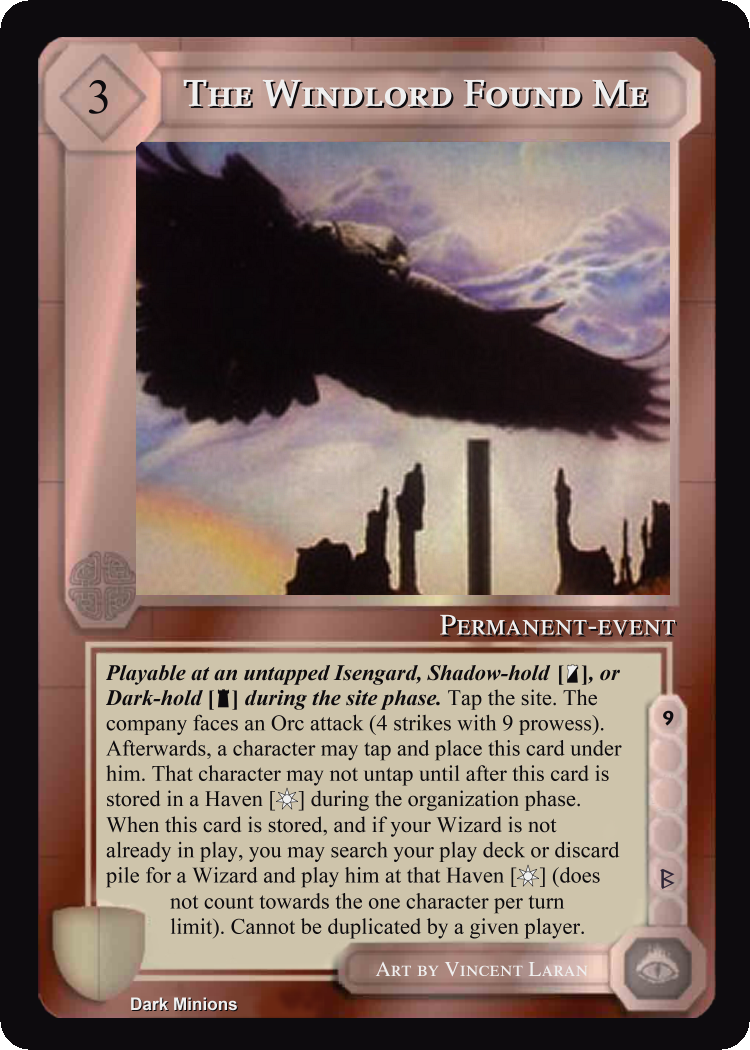 3
The Windlord Found Me
Permanent-event
Playable at an untapped Isengard, Shadow-hold [], or
Dark-hold [] during the site phase. Tap the site. The
company faces an Orc attack (4 strikes with 9 prowess).
Afterwards, a character may tap and place this card under
him. That character may not untap until after this card is
stored in a Haven [] during the organization phase.
When this card is stored, and if your Wizard is not
already in play, you may search your play deck or discard
pile for a Wizard and play him at that Haven [] (does
not count towards the one character per turn
limit). Cannot be duplicated by a given player.
9
ᛒ
Art by Vincent Laran
Dark Minions